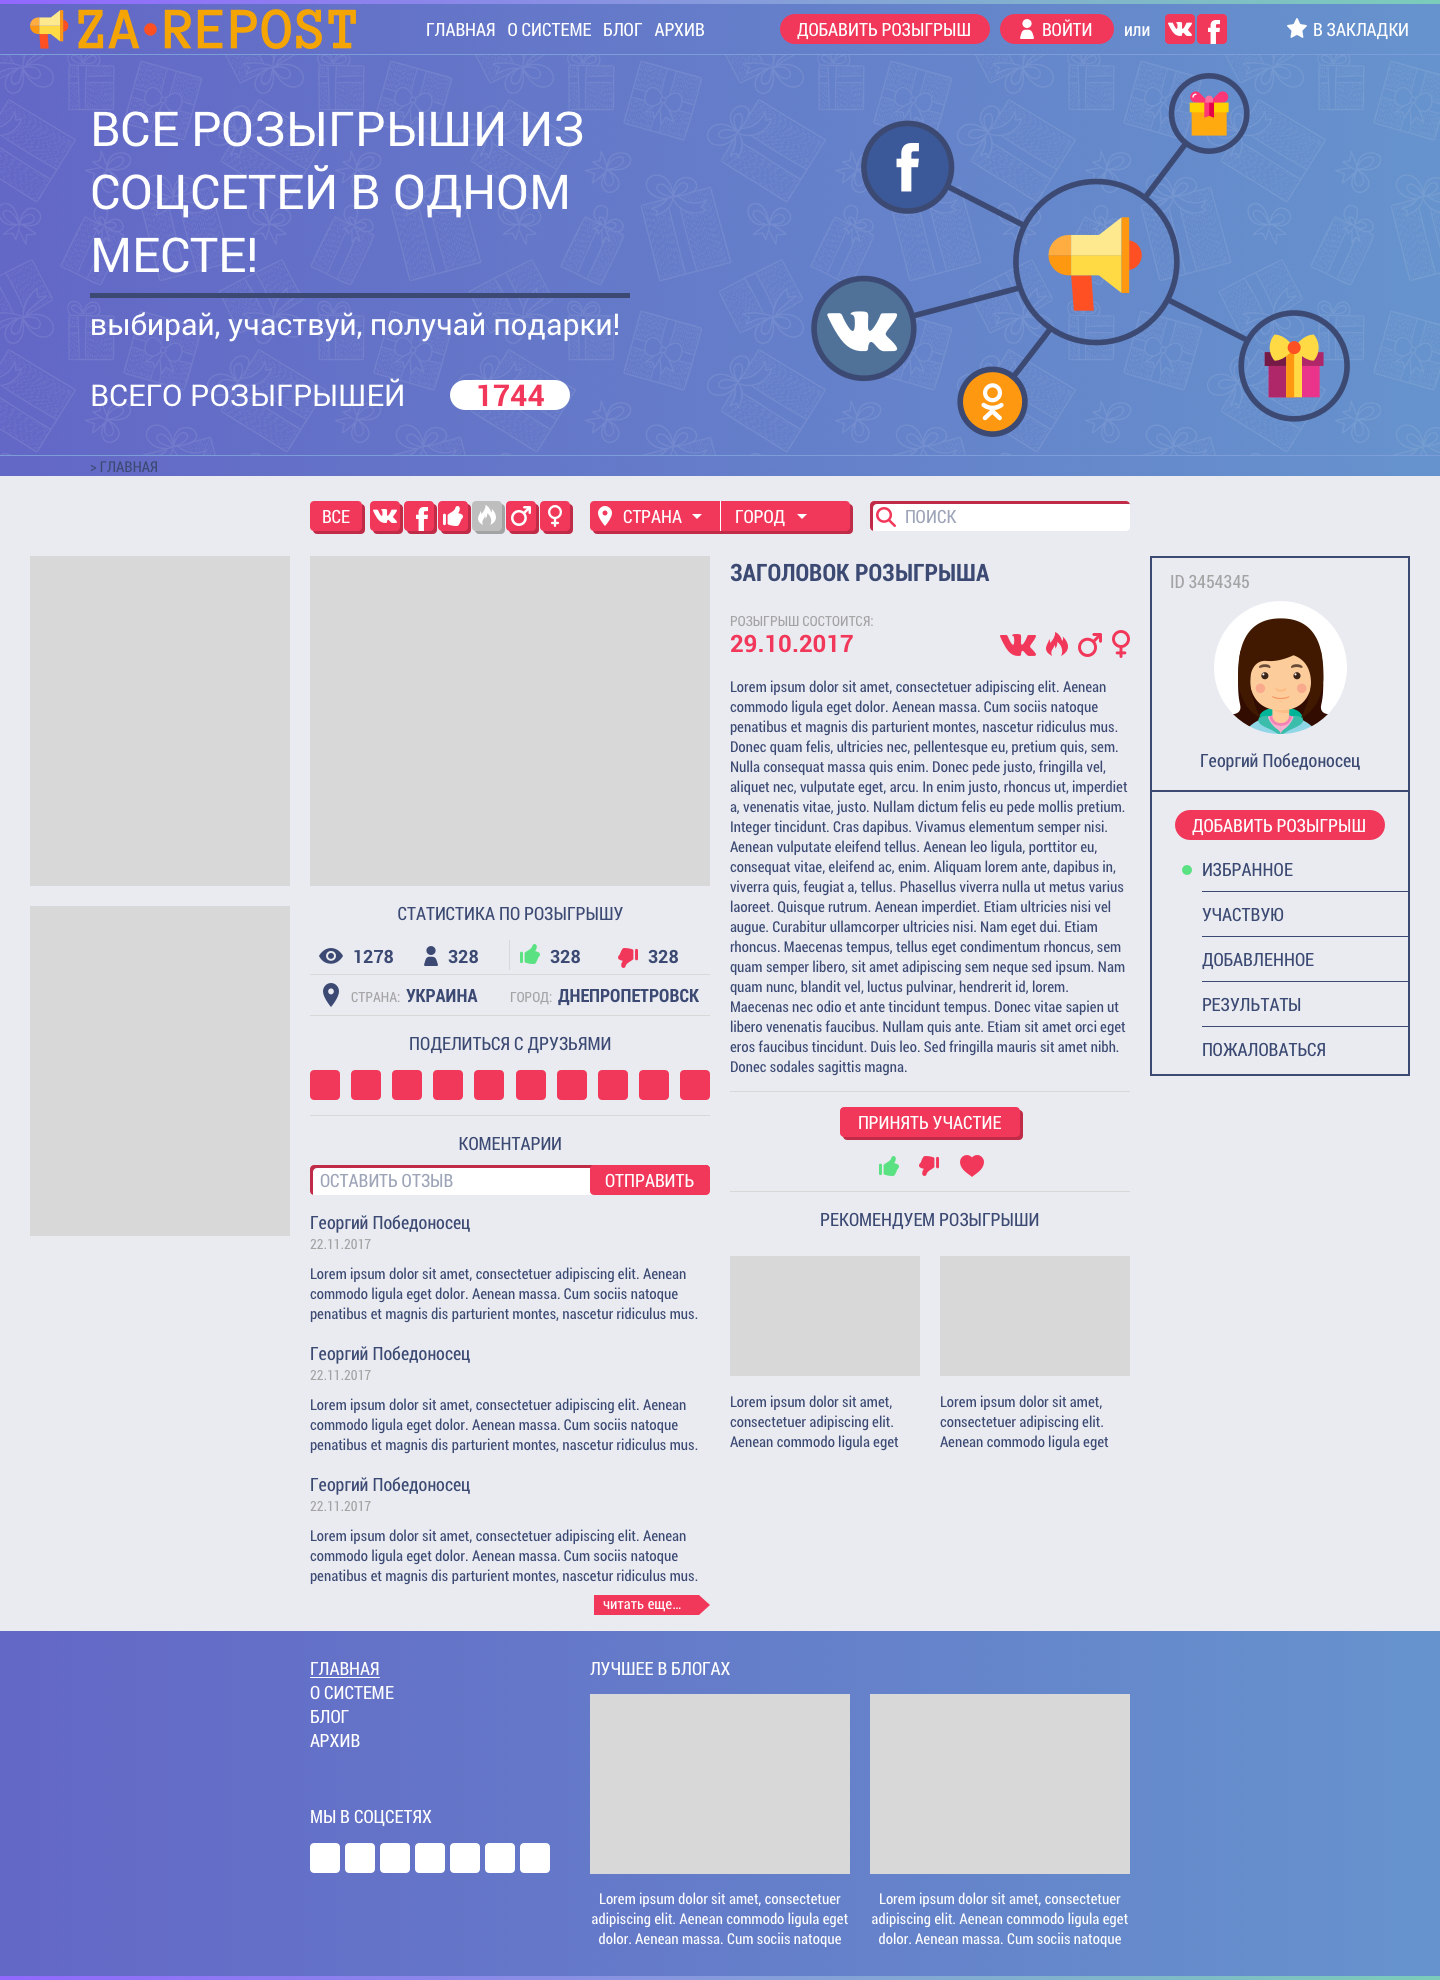 ZA•REPOST
ГЛАВНАЯ О СИСТЕМЕ БЛОГ АРХИВ
ДОБАВИТЬ РОЗЫГРЫШ
ВОЙТИ
или
В ЗАКЛАДКИ
ВСЕ РОЗЫГРЫШИ ИЗ
СОЦСЕТЕЙ В ОДНОМ
МЕСТЕ!
выбирай, участвуй, получай подарки!
ВСЕГО РОЗЫГРЫШЕЙ 1744
> ГЛАВНАЯ
ВСЕ
СТРАНА
ГОРОД
ПОИСК
СТАТИСТИКА ПО РОЗЫГРЫШУ
1278 328 328 328
СТРАНА: УКРАИНА ГОРОД: ДНЕПРОПЕТРОВСК
ПОДЕЛИТЬСЯ С ДРУЗЬЯМИ
КОМЕНТАРИИ
ОСТАВИТЬ ОТЗЫВ ОТПРАВИТЬ
Георгий Победоносец
22.11.2017
Lorem ipsum dolor sit amet, consectetuer adipiscing elit. Aenean
commodo ligula eget dolor. Aenean massa. Cum sociis natoque
penatibus et magnis dis parturient montes, nascetur ridiculus mus.
Георгий Победоносец
22.11.2017
Lorem ipsum dolor sit amet, consectetuer adipiscing elit. Aenean
commodo ligula eget dolor. Aenean massa. Cum sociis natoque
penatibus et magnis dis parturient montes, nascetur ridiculus mus.
Георгий Победоносец
22.11.2017
Lorem ipsum dolor sit amet, consectetuer adipiscing elit. Aenean
commodo ligula eget dolor. Aenean massa. Cum sociis natoque
penatibus et magnis dis parturient montes, nascetur ridiculus mus.
читать еще...
ЗАГОЛОВОК РОЗЫГРЫША
РОЗЫГРЫШ СОСТОИТСЯ:
29.10.2017
Lorem ipsum dolor sit amet, consectetuer adipiscing elit. Aenean
commodo ligula eget dolor. Aenean massa. Cum sociis natoque
penatibus et magnis dis parturient montes, nascetur ridiculus mus.
Donec quam felis, ultricies nec, pellentesque eu, pretium quis, sem.
Nulla consequat massa quis enim. Donec pede justo, fringilla vel,
aliquet nec, vulputate eget, arcu. In enim justo, rhoncus ut, imperdiet
a, venenatis vitae, justo. Nullam dictum felis eu pede mollis pretium.
Integer tincidunt. Cras dapibus. Vivamus elementum semper nisi.
Aenean vulputate eleifend tellus. Aenean leo ligula, porttitor eu,
consequat vitae, eleifend ac, enim. Aliquam lorem ante, dapibus in,
viverra quis, feugiat a, tellus. Phasellus viverra nulla ut metus varius
laoreet. Quisque rutrum. Aenean imperdiet. Etiam ultricies nisi vel
augue. Curabitur ullamcorper ultricies nisi. Nam eget dui. Etiam
rhoncus. Maecenas tempus, tellus eget condimentum rhoncus, sem
quam semper libero, sit amet adipiscing sem neque sed ipsum. Nam
quam nunc, blandit vel, luctus pulvinar, hendrerit id, lorem.
Maecenas nec odio et ante tincidunt tempus. Donec vitae sapien ut
libero venenatis faucibus. Nullam quis ante. Etiam sit amet orci eget
eros faucibus tincidunt. Duis leo. Sed fringilla mauris sit amet nibh.
Donec sodales sagittis magna.
ПРИНЯТЬ УЧАСТИЕ
РЕКОМЕНДУЕМ РОЗЫГРЫШИ
Lorem ipsum dolor sit amet,
consectetuer adipiscing elit.
Aenean commodo ligula eget
Lorem ipsum dolor sit amet,
consectetuer adipiscing elit.
Aenean commodo ligula eget
ID 3454345
Георгий Победоносец
ДОБАВИТЬ РОЗЫГРЫШ
ИЗБРАННОЕ
УЧАСТВУЮ
ДОБАВЛЕННОЕ
РЕЗУЛЬТАТЫ
ПОЖАЛОВАТЬСЯ
ГЛАВНАЯ
О СИСТЕМЕ
БЛОГ
АРХИВ
МЫ В СОЦСЕТЯХ
ЛУЧШЕЕ В БЛОГАХ
Lorem ipsum dolor sit amet, consectetuer
adipiscing elit. Aenean commodo ligula eget
dolor. Aenean massa. Cum sociis natoque
Lorem ipsum dolor sit amet, consectetuer
adipiscing elit. Aenean commodo ligula eget
dolor. Aenean massa. Cum sociis natoque